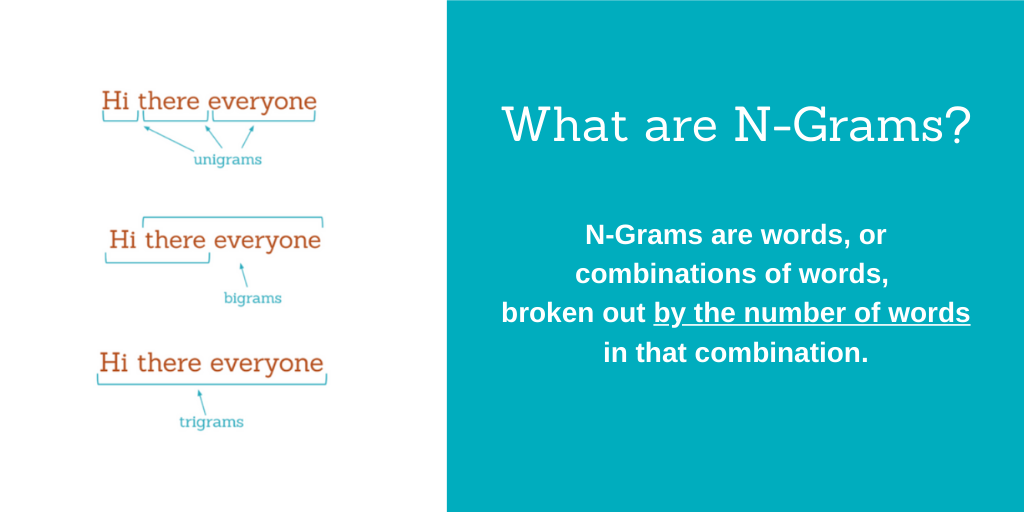 Hi there everyone
unigrams
Hi there everyone
bigrams
Hi there everyone
trigrams
What are N-Grams?
N-Grams are words, or
combinations of words,
broken out by the number of words
in that combination.